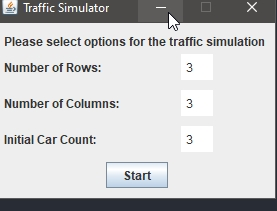 Traffic Simulator
Please select options for the traffic simulation
Number of Rows: 3
Number of Columns: 3
Initial Car Count: 3
Start